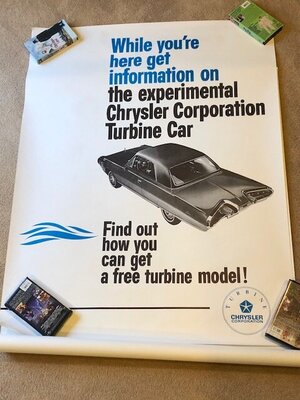 While you're
here get
information on
the experimental
Chrysler Corporation
Turbine Car
Find out
how you
can get
a free turbine model!
TURBINE
CHRYSLER
CORPORATION